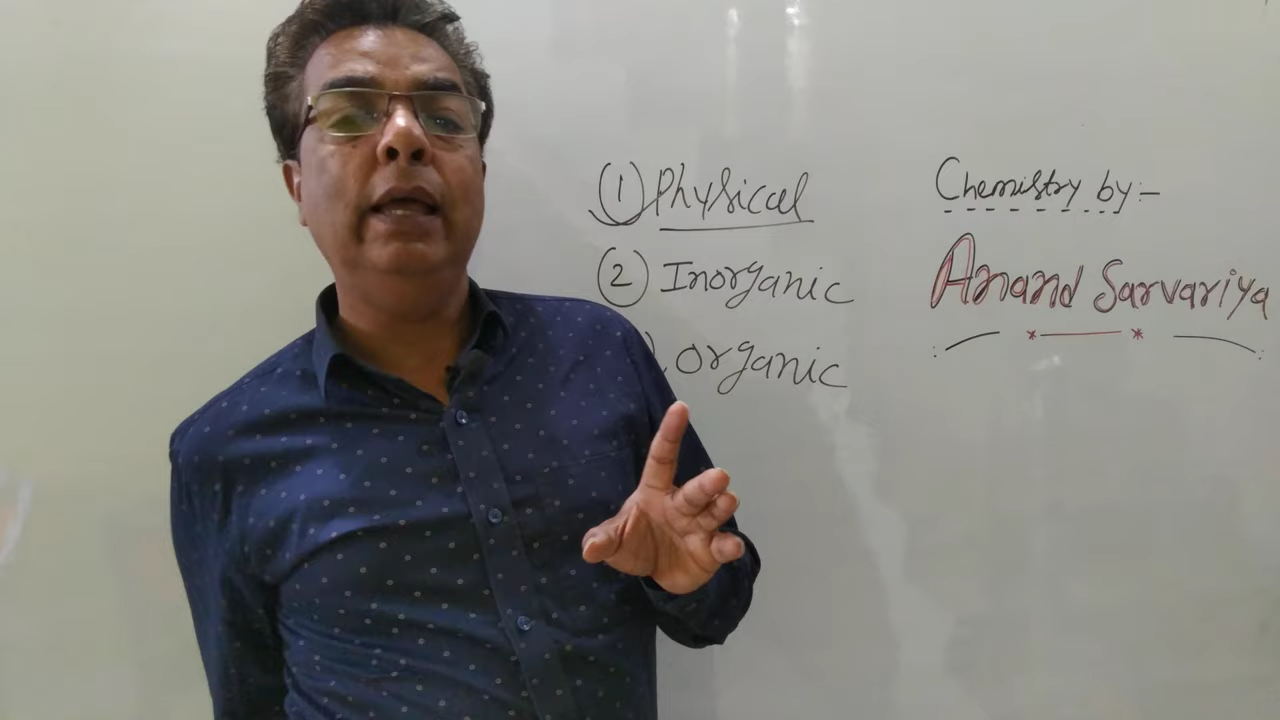 (1) Physical
(2) Inorganic
) Organic
Chemistry by:-
Anand Sarvariya